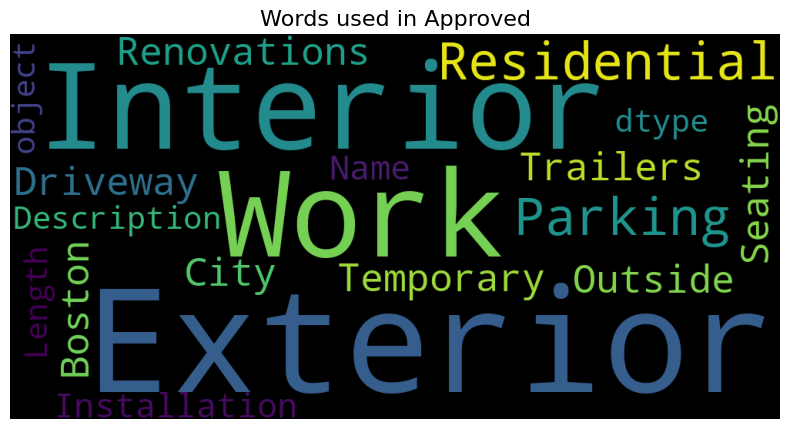 Words used in Approved
object
Renovations
Residential
Interior
dtype
Seating
Driveway
Name
Trailers
Work
Description
Parking
Length
Boston
City
Temporary
Outside
Exterior
Installation